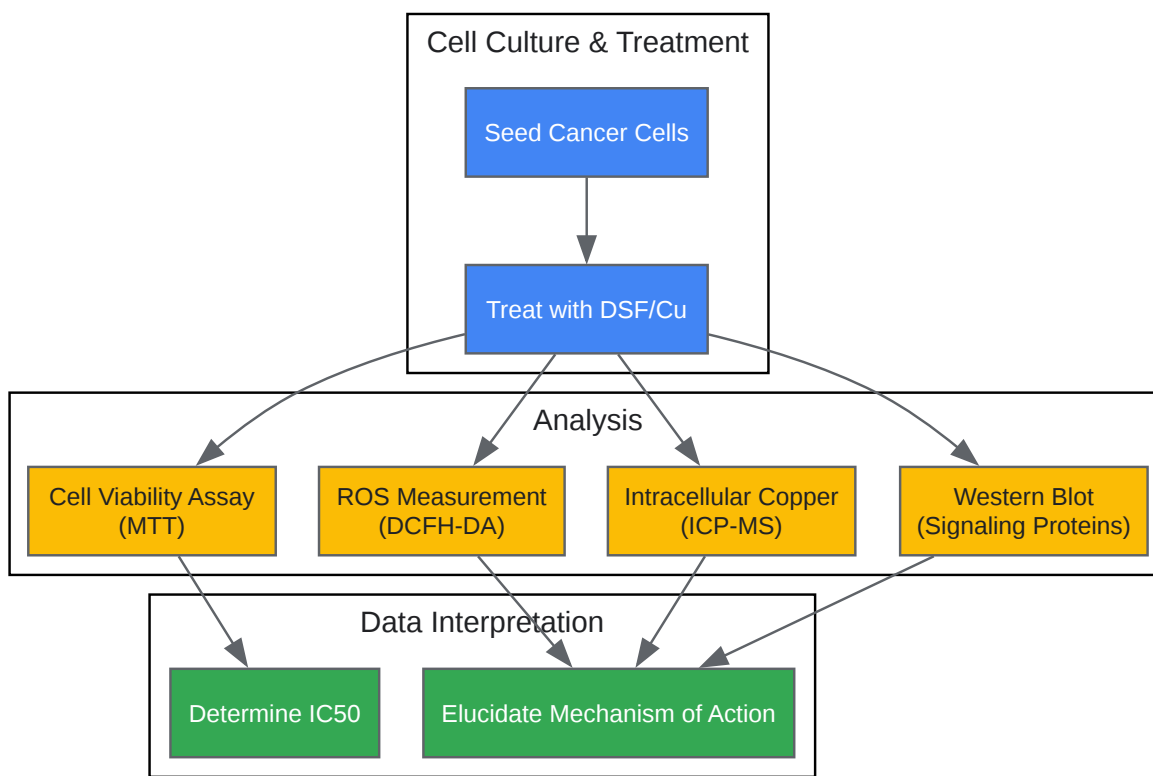 Cell Culture & Treatment
Seed Cancer Cells
Treat with DSF/Cu
Analysis
Cell Viability Assay
(MTT)
ROS Measurement
(DCFH-DA)
Intracellular Copper
(ICP-MS)
Western Blot
(Signaling Proteins)
Data Interpretation
Determine IC50
Elucidate Mechanism of Action